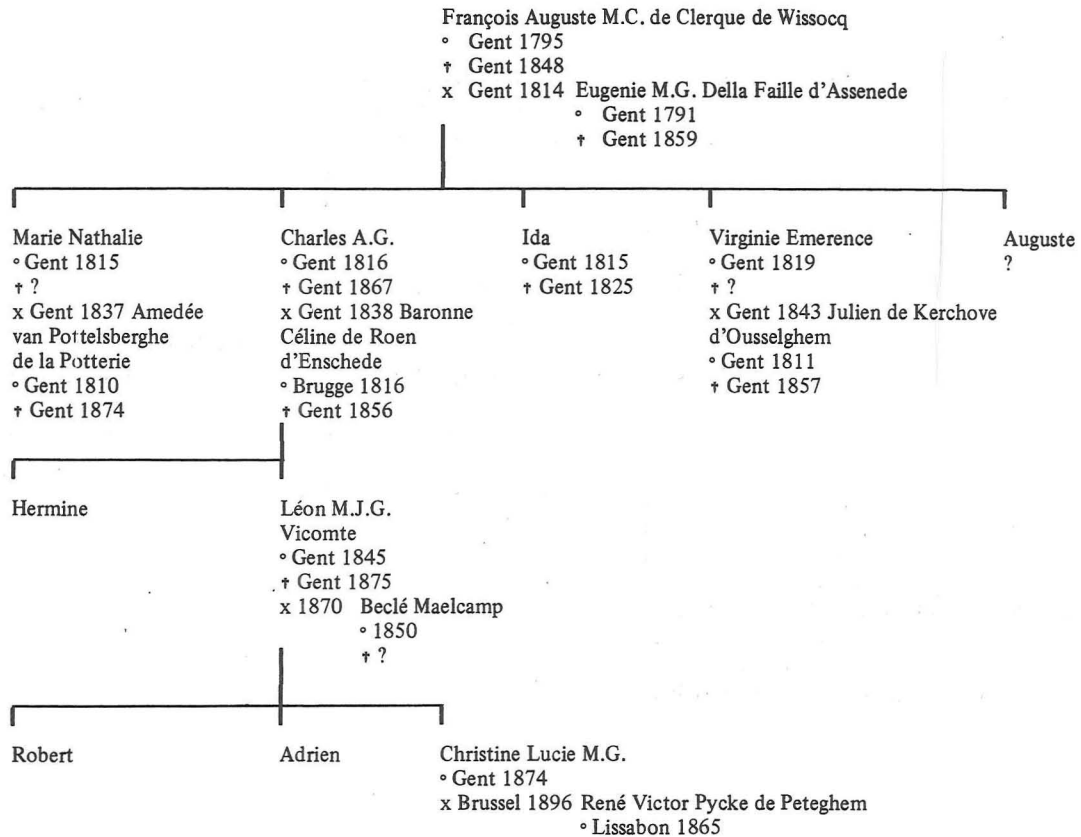 François Auguste M.C. de Clerque de Wissocq
° Gent 1795
† Gent 1848
x Gent 1814 Eugenie M.G. Della Faille d'Assenede
° Gent 1791
† Gent 1859
Marie Nathalie
° Gent 1815
† ?
x Gent 1837 Amedée
van Pottelsberghe
de la Potterie
° Gent 1810
† Gent 1874
Charles A.G.
° Gent 1816
† Gent 1867
x Gent 1838 Baronne
Céline de Roen
d'Enschede
° Brugge 1816
† Gent 1856
Ida
° Gent 1815
† Gent 1825
Virginie Emerence
° Gent 1819
† ?
x Gent 1843 Julien de Kerchove
d'Ousselghem
° Gent 1811
† Gent 1857
Auguste
?
Hermine
Léon M.J.G.
Vicomte
° Gent 1845
† Gent 1875
x 1870 Beclé Maelcamp
° 1850
† ?
Robert
Adrien
Christine Lucie M.G.
° Gent 1874
x Brussel 1896 René Victor Pycke de Peteghem
° Lissabon 1865